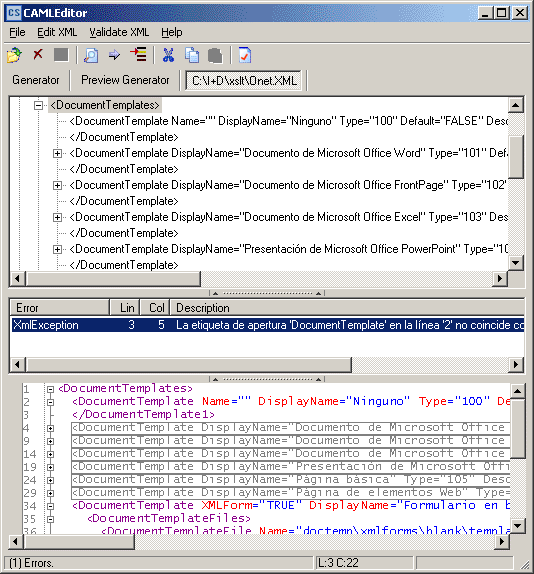 CS CAMLEditor
File Edit XML Validate XML Help
Generator Preview Generator C:\I+D\xslt\Onet.XML
<DocumentTemplates>
<DocumentTemplate Name="" DisplayName="Ninguno" Type="100" Default="FALSE" Desc
</DocumentTemplate>
<DocumentTemplate DisplayName="Documento de Microsoft Office Word" Type="101" Defa
</DocumentTemplate>
<DocumentTemplate DisplayName="Documento de Microsoft Office FrontPage" Type="102"
</DocumentTemplate>
<DocumentTemplate DisplayName="Documento de Microsoft Office Excel" Type="103" Des
</DocumentTemplate>
<DocumentTemplate DisplayName="Presentación de Microsoft Office PowerPoint" Type="10
</DocumentTemplate>
Error Lin Col Description
XmlException 3 5 La etiqueta de apertura 'DocumentTemplate' en la línea '2' no coincide co
1 <DocumentTemplates>
2 <DocumentTemplate Name="" DisplayName="Ninguno" Type="100" De
3 </DocumentTemplate1>
4 <DocumentTemplate DisplayName="Documento de Microsoft Office
9 <DocumentTemplate DisplayName="Documento de Microsoft Office
14 <DocumentTemplate DisplayName="Documento de Microsoft Office
19 <DocumentTemplate DisplayName="Presentación de Microsoft Offi
24 <DocumentTemplate DisplayName="Página básica" Type="105" Desc
29 <DocumentTemplate DisplayName="Página de elementos Web" Type=
34 <DocumentTemplate XMLForm="TRUE" DisplayName="Formulario en b
35 <DocumentTemplateFiles>
36 <DocumentTemplateFile Name="doctemp\xmlforms\blank\templa
(1) Errors. L:3 C:22